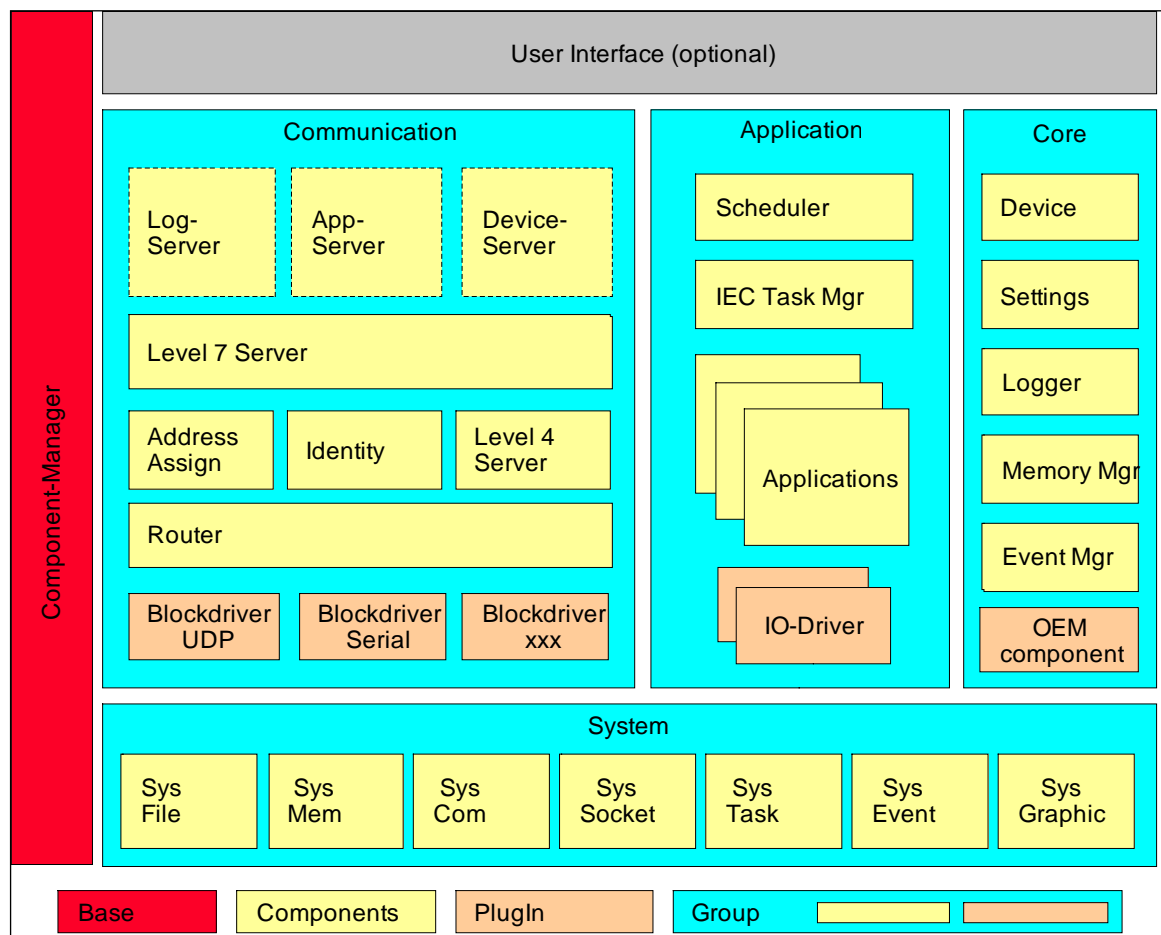 User Interface (optional)
Component-Manager
Communication
Log-
Server
App-
Server
Device-
Server
Level 7 Server
Address
Assign
Identity
Level 4
Server
Router
Blockdriver
UDP
Blockdriver
Serial
Blockdriver
xxx
Application
Scheduler
IEC Task Mgr
Applications
IO-Driver
Core
Device
Settings
Logger
Memory Mgr
Event Mgr
OEM
component
System
Sys
File
Sys
Mem
Sys
Com
Sys
Socket
Sys
Task
Sys
Event
Sys
Graphic
Base
Components
PlugIn
Group